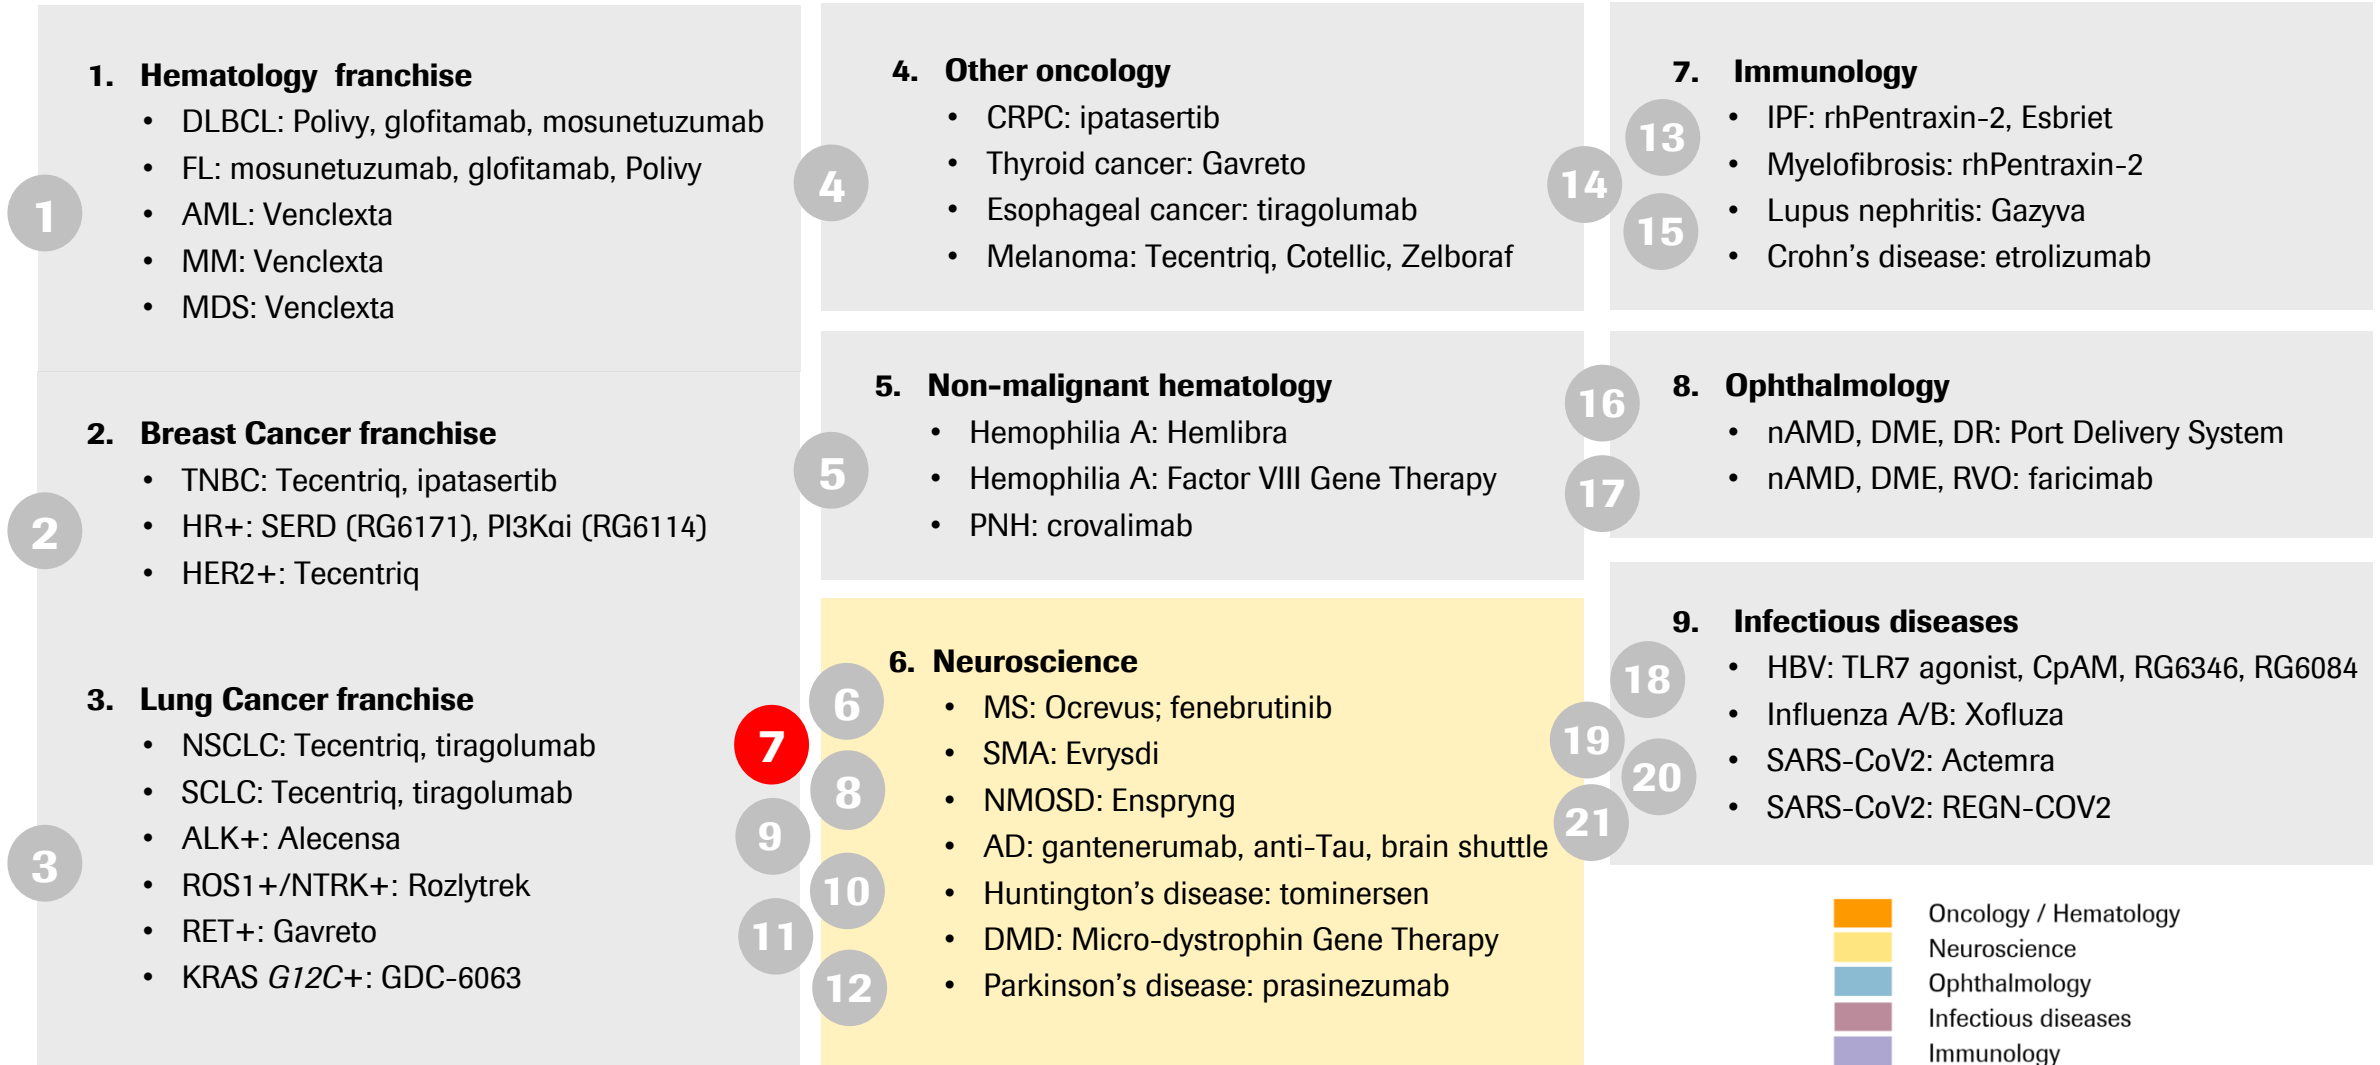 1. Hematology franchise
• DLBCL: Polivy, glofitamab, mosunetuzumab
• FL: mosunetuzumab, glofitamab, Polivy
• AML: Venclexta
• MM: Venclexta
• MDS: Venclexta
1
2. Breast Cancer franchise
• TNBC: Tecentriq, ipatasertib
• HR+: SERD (RG6171), PI3Kαi (RG6114)
• HER2+: Tecentriq
2
3. Lung Cancer franchise
• NSCLC: Tecentriq, tiragolumab
• SCLC: Tecentriq, tiragolumab
• ALK+: Alecensa
• ROS1+/NTRK+: Rozlytrek
• RET+: Gavreto
• KRAS G12C+: GDC-6063
3
4. Other oncology
• CRPC: ipatasertib
• Thyroid cancer: Gavreto
• Esophageal cancer: tiragolumab
• Melanoma: Tecentriq, Cotellic, Zelboraf
4
5. Non-malignant hematology
• Hemophilia A: Hemlibra
• Hemophilia A: Factor VIII Gene Therapy
• PNH: crovalimab
5
6. Neuroscience
• MS: Ocrevus; fenebrutinib
• SMA: Evrysdi
• NMOSD: Enspryng
• AD: gantenerumab, anti-Tau, brain shuttle
• Huntington's disease: tominersen
• DMD: Micro-dystrophin Gene Therapy
• Parkinson's disease: prasinezumab
6
7
8
9
10
11
12
7. Immunology
• IPF: rhPentraxin-2, Esbriet
• Myelofibrosis: rhPentraxin-2
• Lupus nephritis: Gazyva
• Crohn's disease: etrolizumab
13
14
15
8. Ophthalmology
• nAMD, DME, DR: Port Delivery System
• nAMD, DME, RVO: faricimab
16
17
9. Infectious diseases
• HBV: TLR7 agonist, CpAM, RG6346, RG6084
• Influenza A/B: Xofluza
• SARS-CoV2: Actemra
• SARS-CoV2: REGN-COV2
18
19
20
21
Oncology / Hematology
Neuroscience
Ophthalmology
Infectious diseases
Immunology